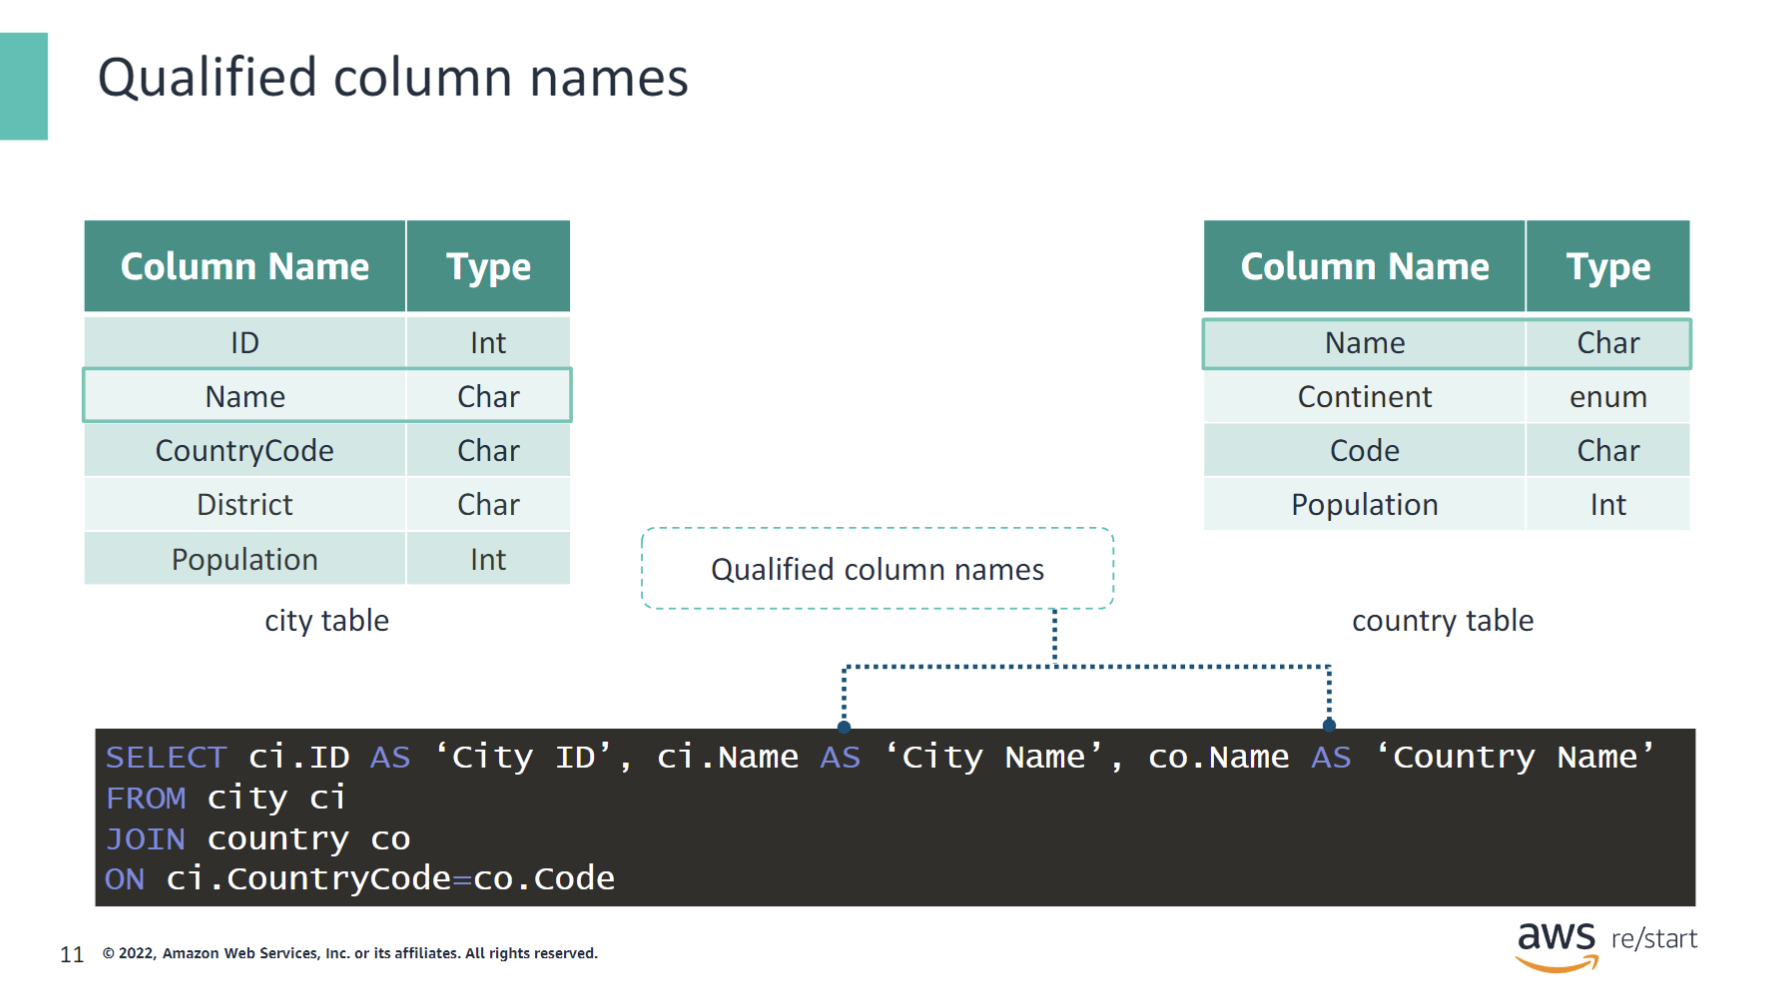 Qualified column names
Column Name Type
ID Int
Name Char
CountryCode Char
District Char
Population Int
city table
Column Name Type
Name Char
Continent enum
Code Char
Population Int
country table
Qualified column names
SELECT ci.ID AS ‘City ID’, ci.Name AS ‘City Name’, co.Name AS ‘Country Name’
FROM city ci
JOIN country co
ON ci.CountryCode=co.Code
11 © 2022, Amazon Web Services, Inc. or its affiliates. All rights reserved.
aws re/start